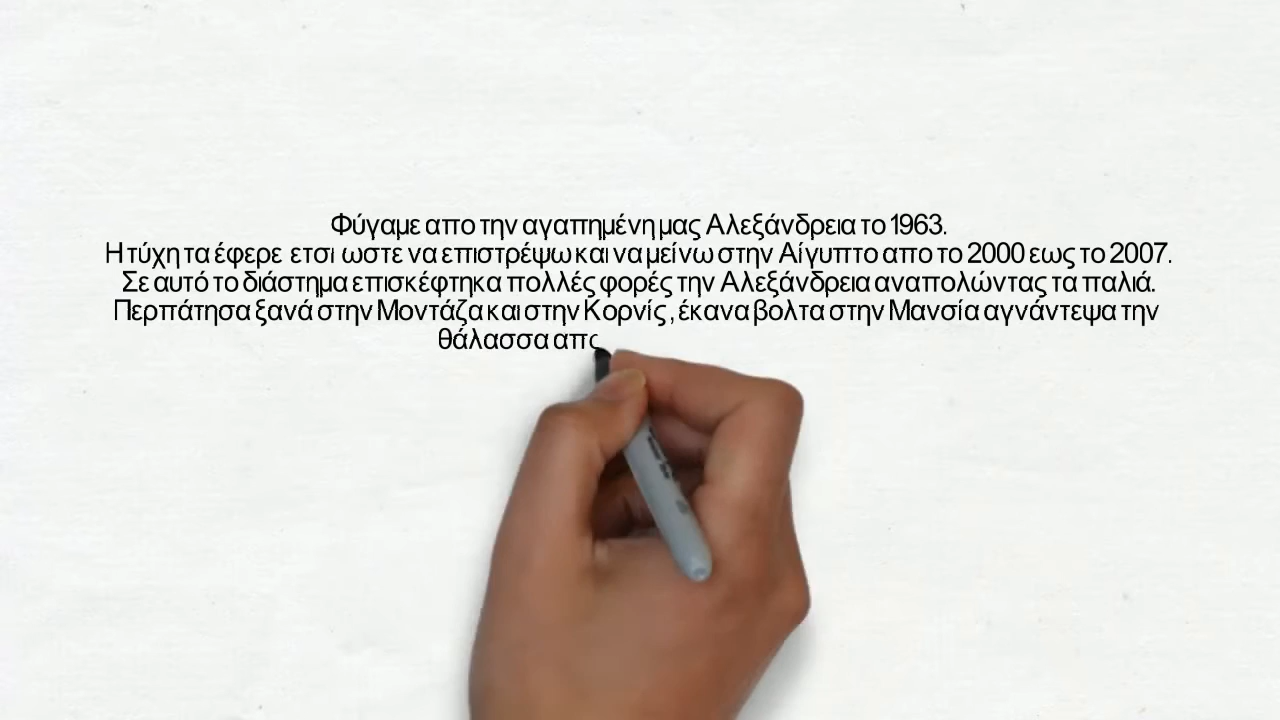 Φύγαμε απο την αγαπημένη μας Αλεξάνδρεια το 1963.
Η τύχη τα έφερε ετσι ωστε να επιστρέψω και να μείνω στην Αίγυπτο απο το 2000 εως το 2007.
Σε αυτό το διάστημα επισκέφτηκα πολλές φορές την Αλεξάνδρεια αναπολώντας τα παλιά.
Περπάτησα ξανά στην Μοντάζα και στην Κορνίς , έκανα βολτα στην Μανσία αγνάντεψα την
θάλασσα